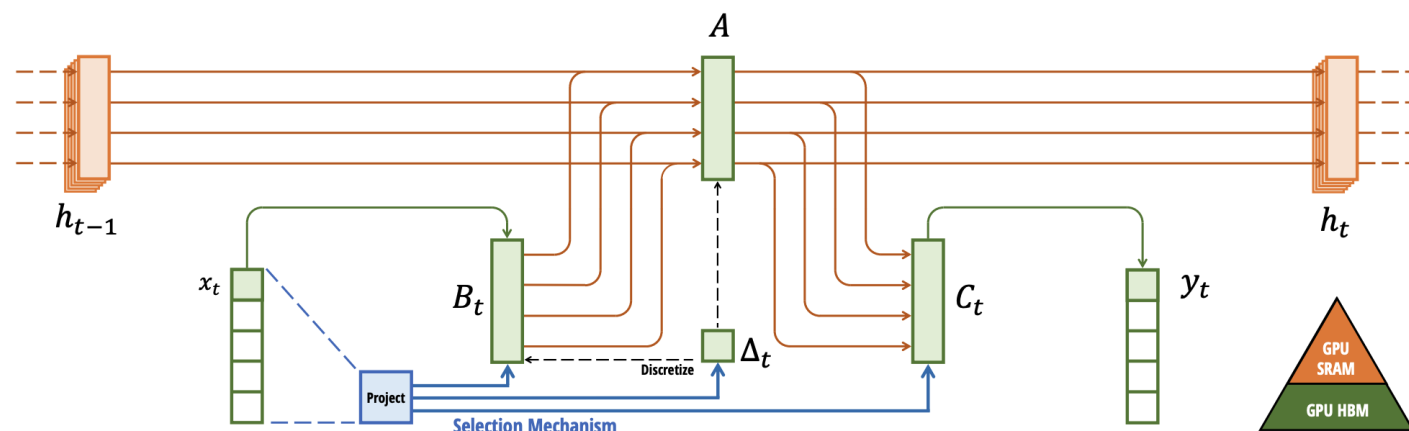 A
h_{t-1}
h_t
x_t
B_t
C_t
y_t
Δ_t
Discretize
Project
Selection Mechanism
GPU
SRAM
GPU HBM